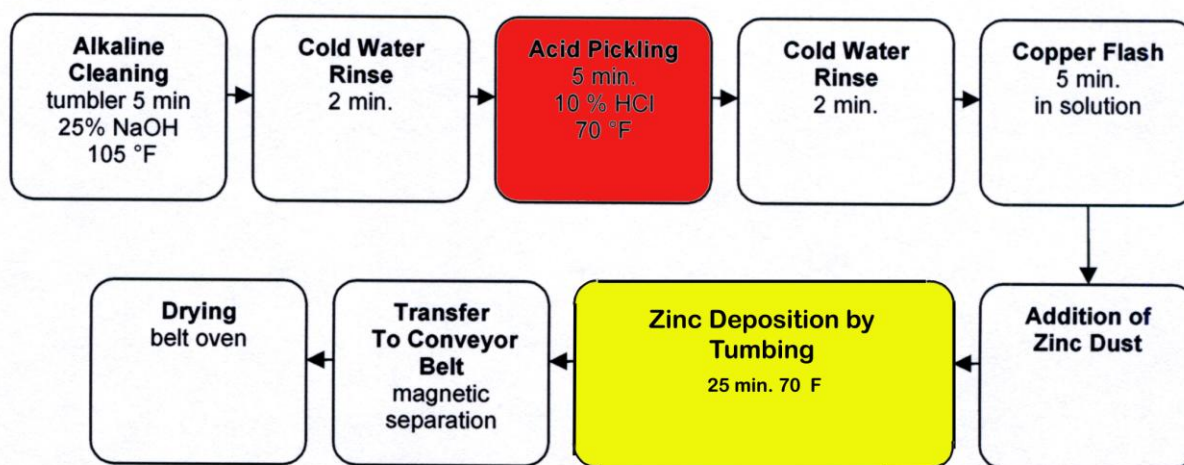 Alkaline
Cleaning
tumbler 5 min
25% NaOH
105 °F
Cold Water
Rinse
2 min.
Acid Pickling
5 min.
10 % HCl
70 °F
Cold Water
Rinse
2 min.
Copper Flash
5 min.
in solution
Addition of
Zinc Dust
Zinc Deposition by
Tumbing
25 min. 70 F
Transfer
To Conveyor
Belt
magnetic
separation
Drying
belt oven